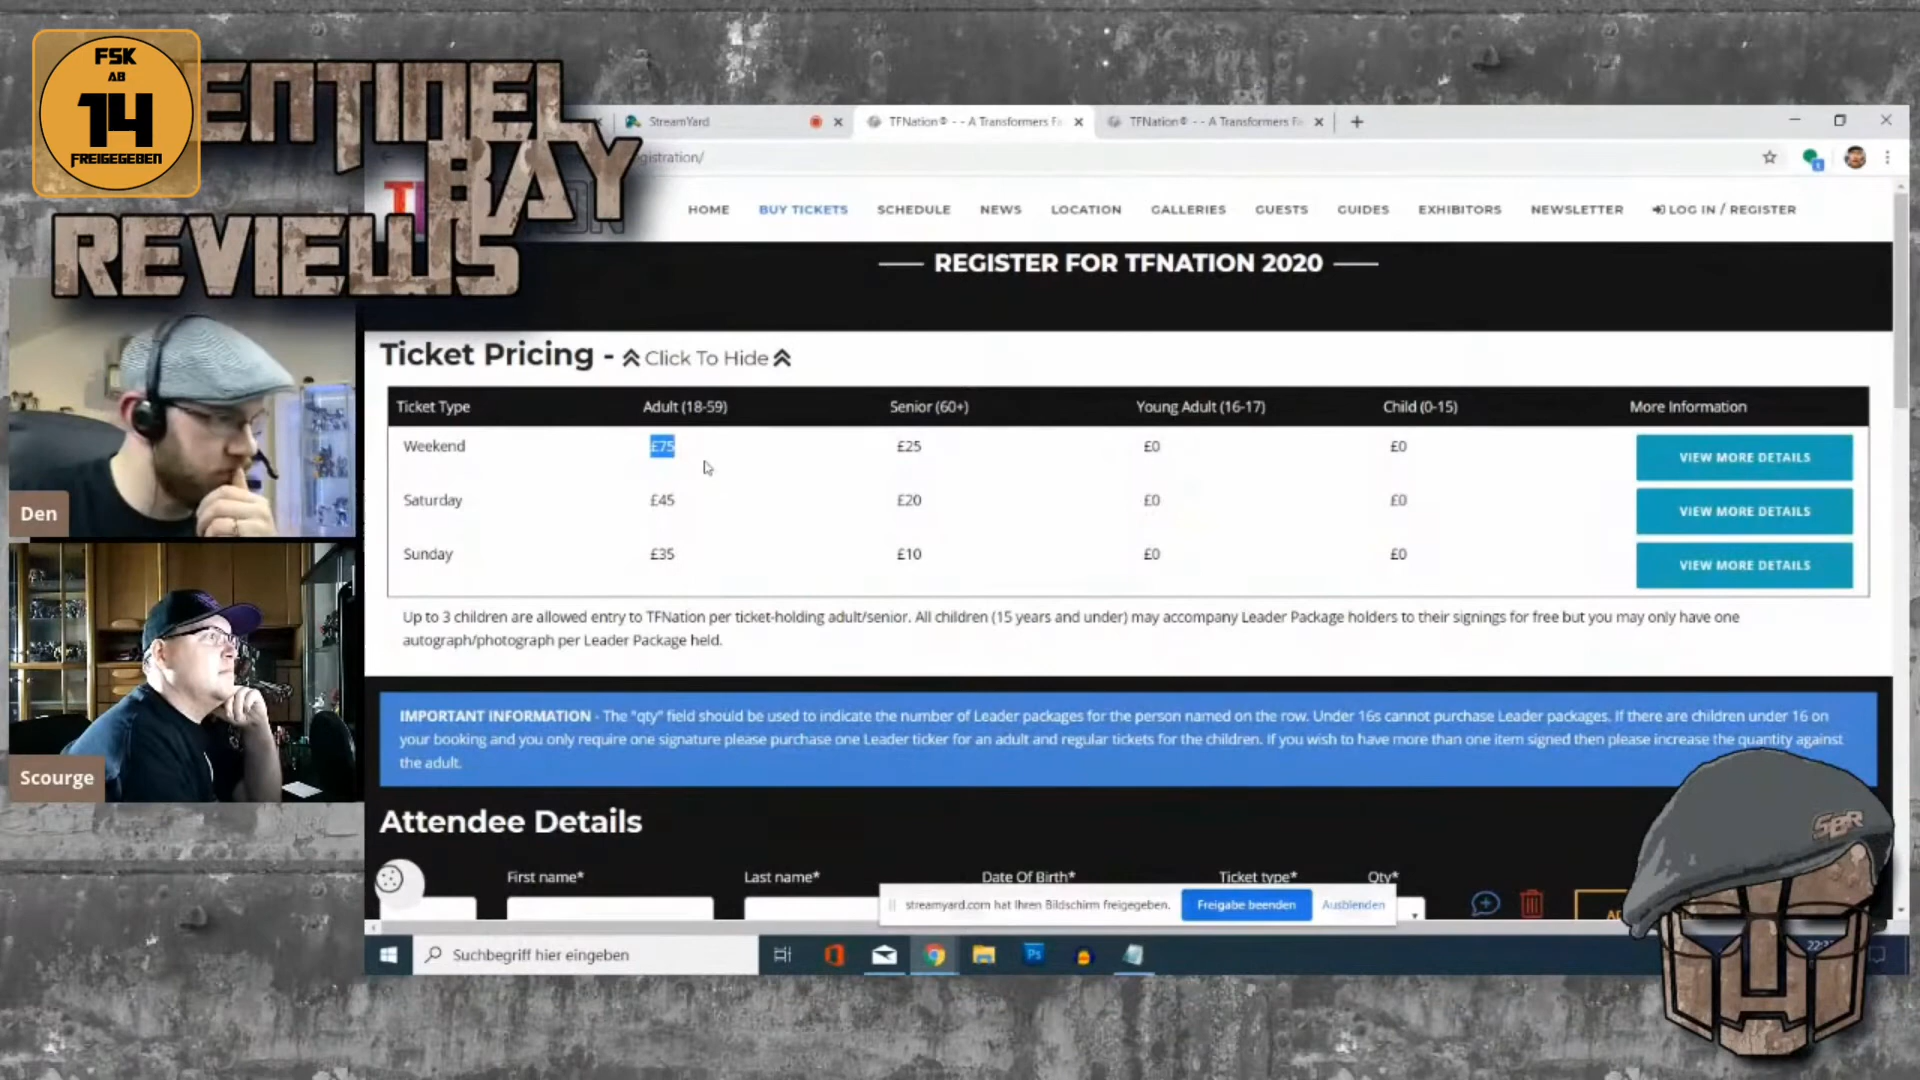 FSK
AB
14
FREIGEGEBEN
SENTINEL
BAY
REVIEWS
StreamYard
TFNation® - - A Transformers Fa
TFNation® - - A Transformers Fa
gistration/
HOME BUY TICKETS SCHEDULE NEWS LOCATION GALLERIES GUESTS GUIDES EXHIBITORS NEWSLETTER LOG IN / REGISTER
REGISTER FOR TFNATION 2020
Ticket Pricing - Click To Hide
Ticket Type Adult (18-59) Senior (60+) Young Adult (16-17) Child (0-15) More Information
Weekend £75 £25 £0 £0 VIEW MORE DETAILS
Saturday £45 £20 £0 £0 VIEW MORE DETAILS
Sunday £35 £10 £0 £0 VIEW MORE DETAILS
Up to 3 children are allowed entry to TFNation per ticket-holding adult/senior. All children (15 years and under) may accompany Leader Package holders to their signings for free but you may only have one
autograph/photograph per Leader Package held.
IMPORTANT INFORMATION - The "qty" field should be used to indicate the number of Leader packages for the person named on the row. Under 16s cannot purchase Leader packages. If there are children under 16 on
your booking and you only require one signature please purchase one Leader ticker for an adult and regular tickets for the children. If you wish to have more than one item signed then please increase the quantity against
the adult.
Attendee Details
First name* Last name* Date Of Birth* Ticket type* Qty*
streamyard.com hat Ihren Bildschirm freigegeben. Freigabe beenden Ausblenden
Suchbegriff hier eingeben
Ps
Den
Scourge
SBR